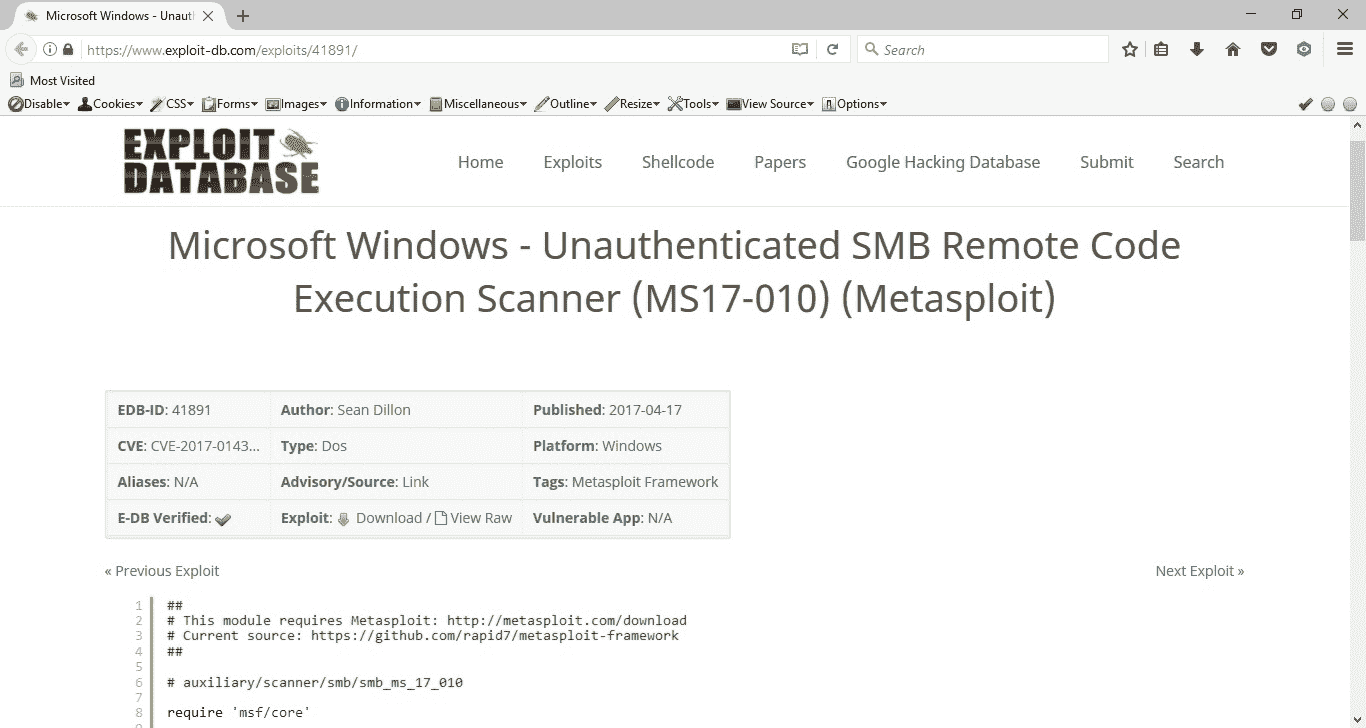 Microsoft Windows - Unaut
https://www.exploit-db.com/exploits/41891/
Search
Most Visited
Disable Cookies CSS Forms Images Information Miscellaneous Outline Resize Tools View Source Options
EXPLOIT
DATABASE
Home Exploits Shellcode Papers Google Hacking Database Submit Search
Microsoft Windows - Unauthenticated SMB Remote Code
Execution Scanner (MS17-010) (Metasploit)
EDB-ID: 41891 Author: Sean Dillon Published: 2017-04-17
CVE: CVE-2017-0143... Type: Dos Platform: Windows
Aliases: N/A Advisory/Source: Link Tags: Metasploit Framework
E-DB Verified: Exploit: Download / View Raw Vulnerable App: N/A
« Previous Exploit Next Exploit »
1 ##
2 # This module requires Metasploit: http://metasploit.com/download
3 # Current source: https://github.com/rapid7/metasploit-framework
4 ##
5
6 # auxiliary/scanner/smb/smb_ms_17_010
7
8 require 'msf/core'